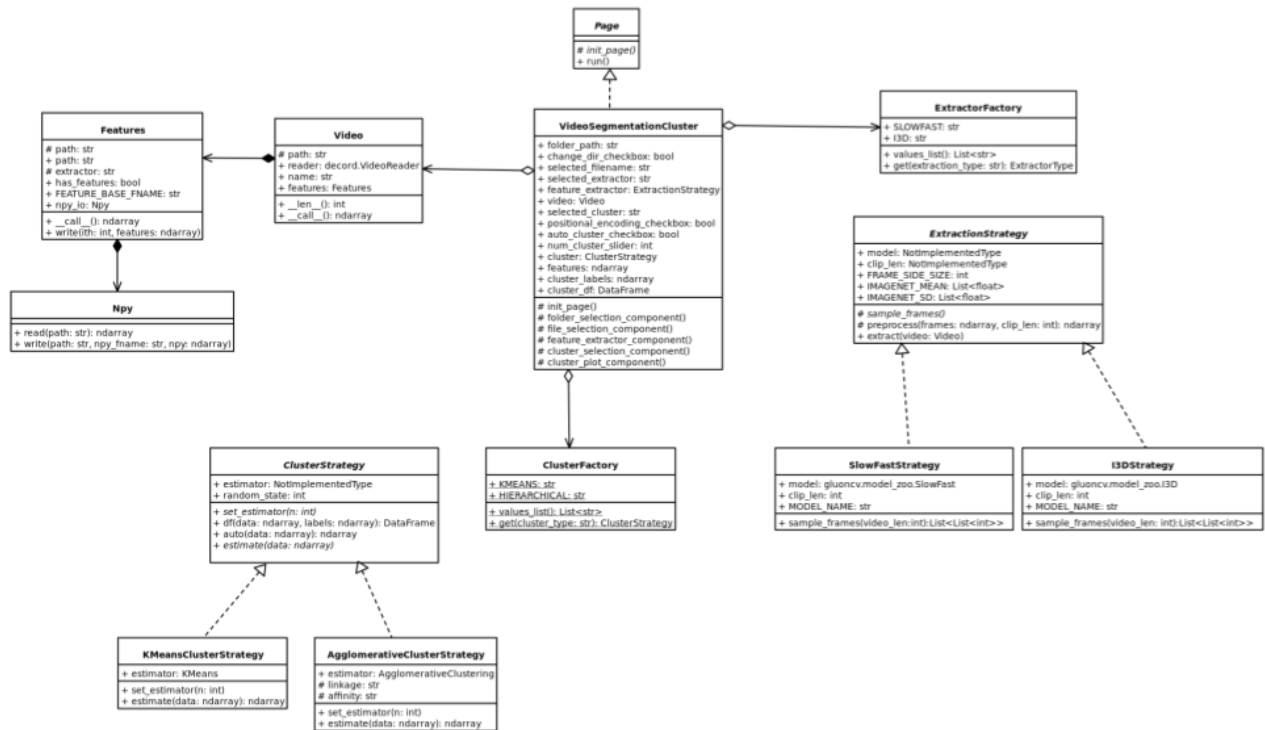 Page
# init_page()
+ run()
ExtractorFactory
+ SLOWFAST: str
+ I3D: str
+ values_list(): List<str>
+ get(extraction_type: str): ExtractorType
Features
# path: str
+ path: str
# extractor: str
+ has_features: bool
+ FEATURE_BASE_FNAME: str
+ npy_io: Npy
+ __call__(): ndarray
+ write(ith: int, features: ndarray)
Video
# path: str
+ reader: decord.VideoReader
+ name: str
+ features: Features
+ __len__(): int
+ __call__(): ndarray
VideoSegmentationCluster
+ folder_path: str
+ change_dir_checkbox: bool
+ selected_filename: str
+ selected_extractor: str
+ feature_extractor: ExtractionStrategy
+ video: Video
+ selected_cluster: str
+ positional_encoding_checkbox: bool
+ auto_cluster_checkbox: bool
+ num_cluster_slider: int
+ cluster: ClusterStrategy
+ features: ndarray
+ cluster_labels: ndarray
+ cluster_df: DataFrame
# init_page()
# folder_selection_component()
# file_selection_component()
# feature_extractor_component()
# cluster_selection_component()
# cluster_plot_component()
ExtractionStrategy
+ model: NotImplementedType
+ clip_len: NotImplementedType
+ FRAME_SIDE_SIZE: int
+ IMAGENET_MEAN: List<float>
+ IMAGENET_SD: List<float>
# sample_frames()
# preprocess(frames: ndarray, clip_len: int): ndarray
+ extract(video: Video)
Npy
+ read(path: str): ndarray
+ write(path: str, npy_fname: str, npy: ndarray)
ClusterStrategy
+ estimator: NotImplementedType
+ random_state: int
+ set_estimator(n: int)
+ df(data: ndarray, labels: ndarray): DataFrame
+ auto(data: ndarray): ndarray
+ estimate(data: ndarray)
ClusterFactory
+ KMEANS: str
+ HIERARCHICAL: str
+ values_list(): List<str>
+ get(cluster_type: str): ClusterStrategy
SlowFastStrategy
+ model: gluoncv.model_zoo.SlowFast
+ clip_len: int
+ MODEL_NAME: str
+ sample_frames(video_len:int):List<List<int>>
I3DStrategy
+ model: gluoncv.model_zoo.I3D
+ clip_len: int
+ MODEL_NAME: str
+ sample_frames(video_len: int):List<List<int>>
KMeansClusterStrategy
+ estimator: KMeans
+ set_estimator(n: int)
+ estimate(data: ndarray): ndarray
AgglomerativeClusterStrategy
+ estimator: AgglomerativeClustering
# linkage: str
# affinity: str
+ set_estimator(n: int)
+ estimate(data: ndarray): ndarray